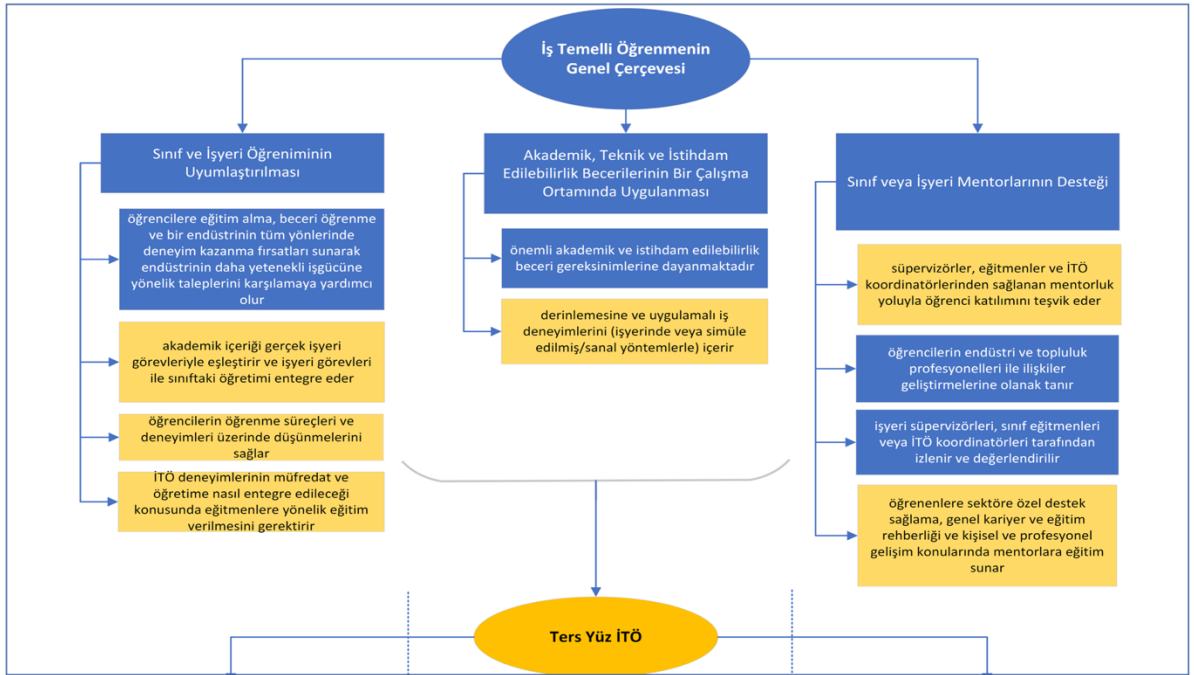 İş Temelli Öğrenmenin
Genel Çerçevesi
Sınıf ve İşyeri Öğreniminin
Uyumlaştırılması
öğrencilere eğitim alma, beceri öğrenme
ve bir endüstrinin tüm yönlerinde
deneyim kazanma fırsatları sunarak
endüstrinin daha yetenekli işgücüne
yönelik taleplerini karşılamaya yardımcı
olur
akademik içeriği gerçek işyeri
görevleriyle eşleştirir ve işyeri görevleri
ile sınıftaki öğretimi entegre eder
öğrencilerin öğrenme süreçleri ve
deneyimleri üzerinde düşünmelerini
sağlar
İTÖ deneyimlerinin müfredat ve
öğretime nasıl entegre edileceği
konusunda eğitmenlere yönelik eğitim
verilmesini gerektirir
Akademik, Teknik ve İstihdam
Edilebilirlik Becerilerinin Bir Çalışma
Ortamında Uygulanması
önemli akademik ve istihdam edilebilirlik
beceri gereksinimlerine dayanmaktadır
derinlemesine ve uygulamalı iş
deneyimlerini (işyerinde veya simüle
edilmiş/sanal yöntemlerle) içerir
Sınıf veya İşyeri Mentorlarının Desteği
süpervizörler, eğitmenler ve İTÖ
koordinatörlerinden sağlanan mentorluk
yoluyla öğrenci katılımını teşvik eder
öğrencilerin endüstri ve topluluk
profesyonelleri ile ilişkiler
geliştirmelerine olanak tanır
işyeri süpervizörleri, sınıf eğitmenleri
veya İTÖ koordinatörleri tarafından
izlenir ve değerlendirilir
öğrenenlere sektöre özel destek
sağlama, genel kariyer ve eğitim
rehberliği ve kişisel ve profesyonel
gelişim konularında mentorlara eğitim
sunar
Ters Yüz İTÖ